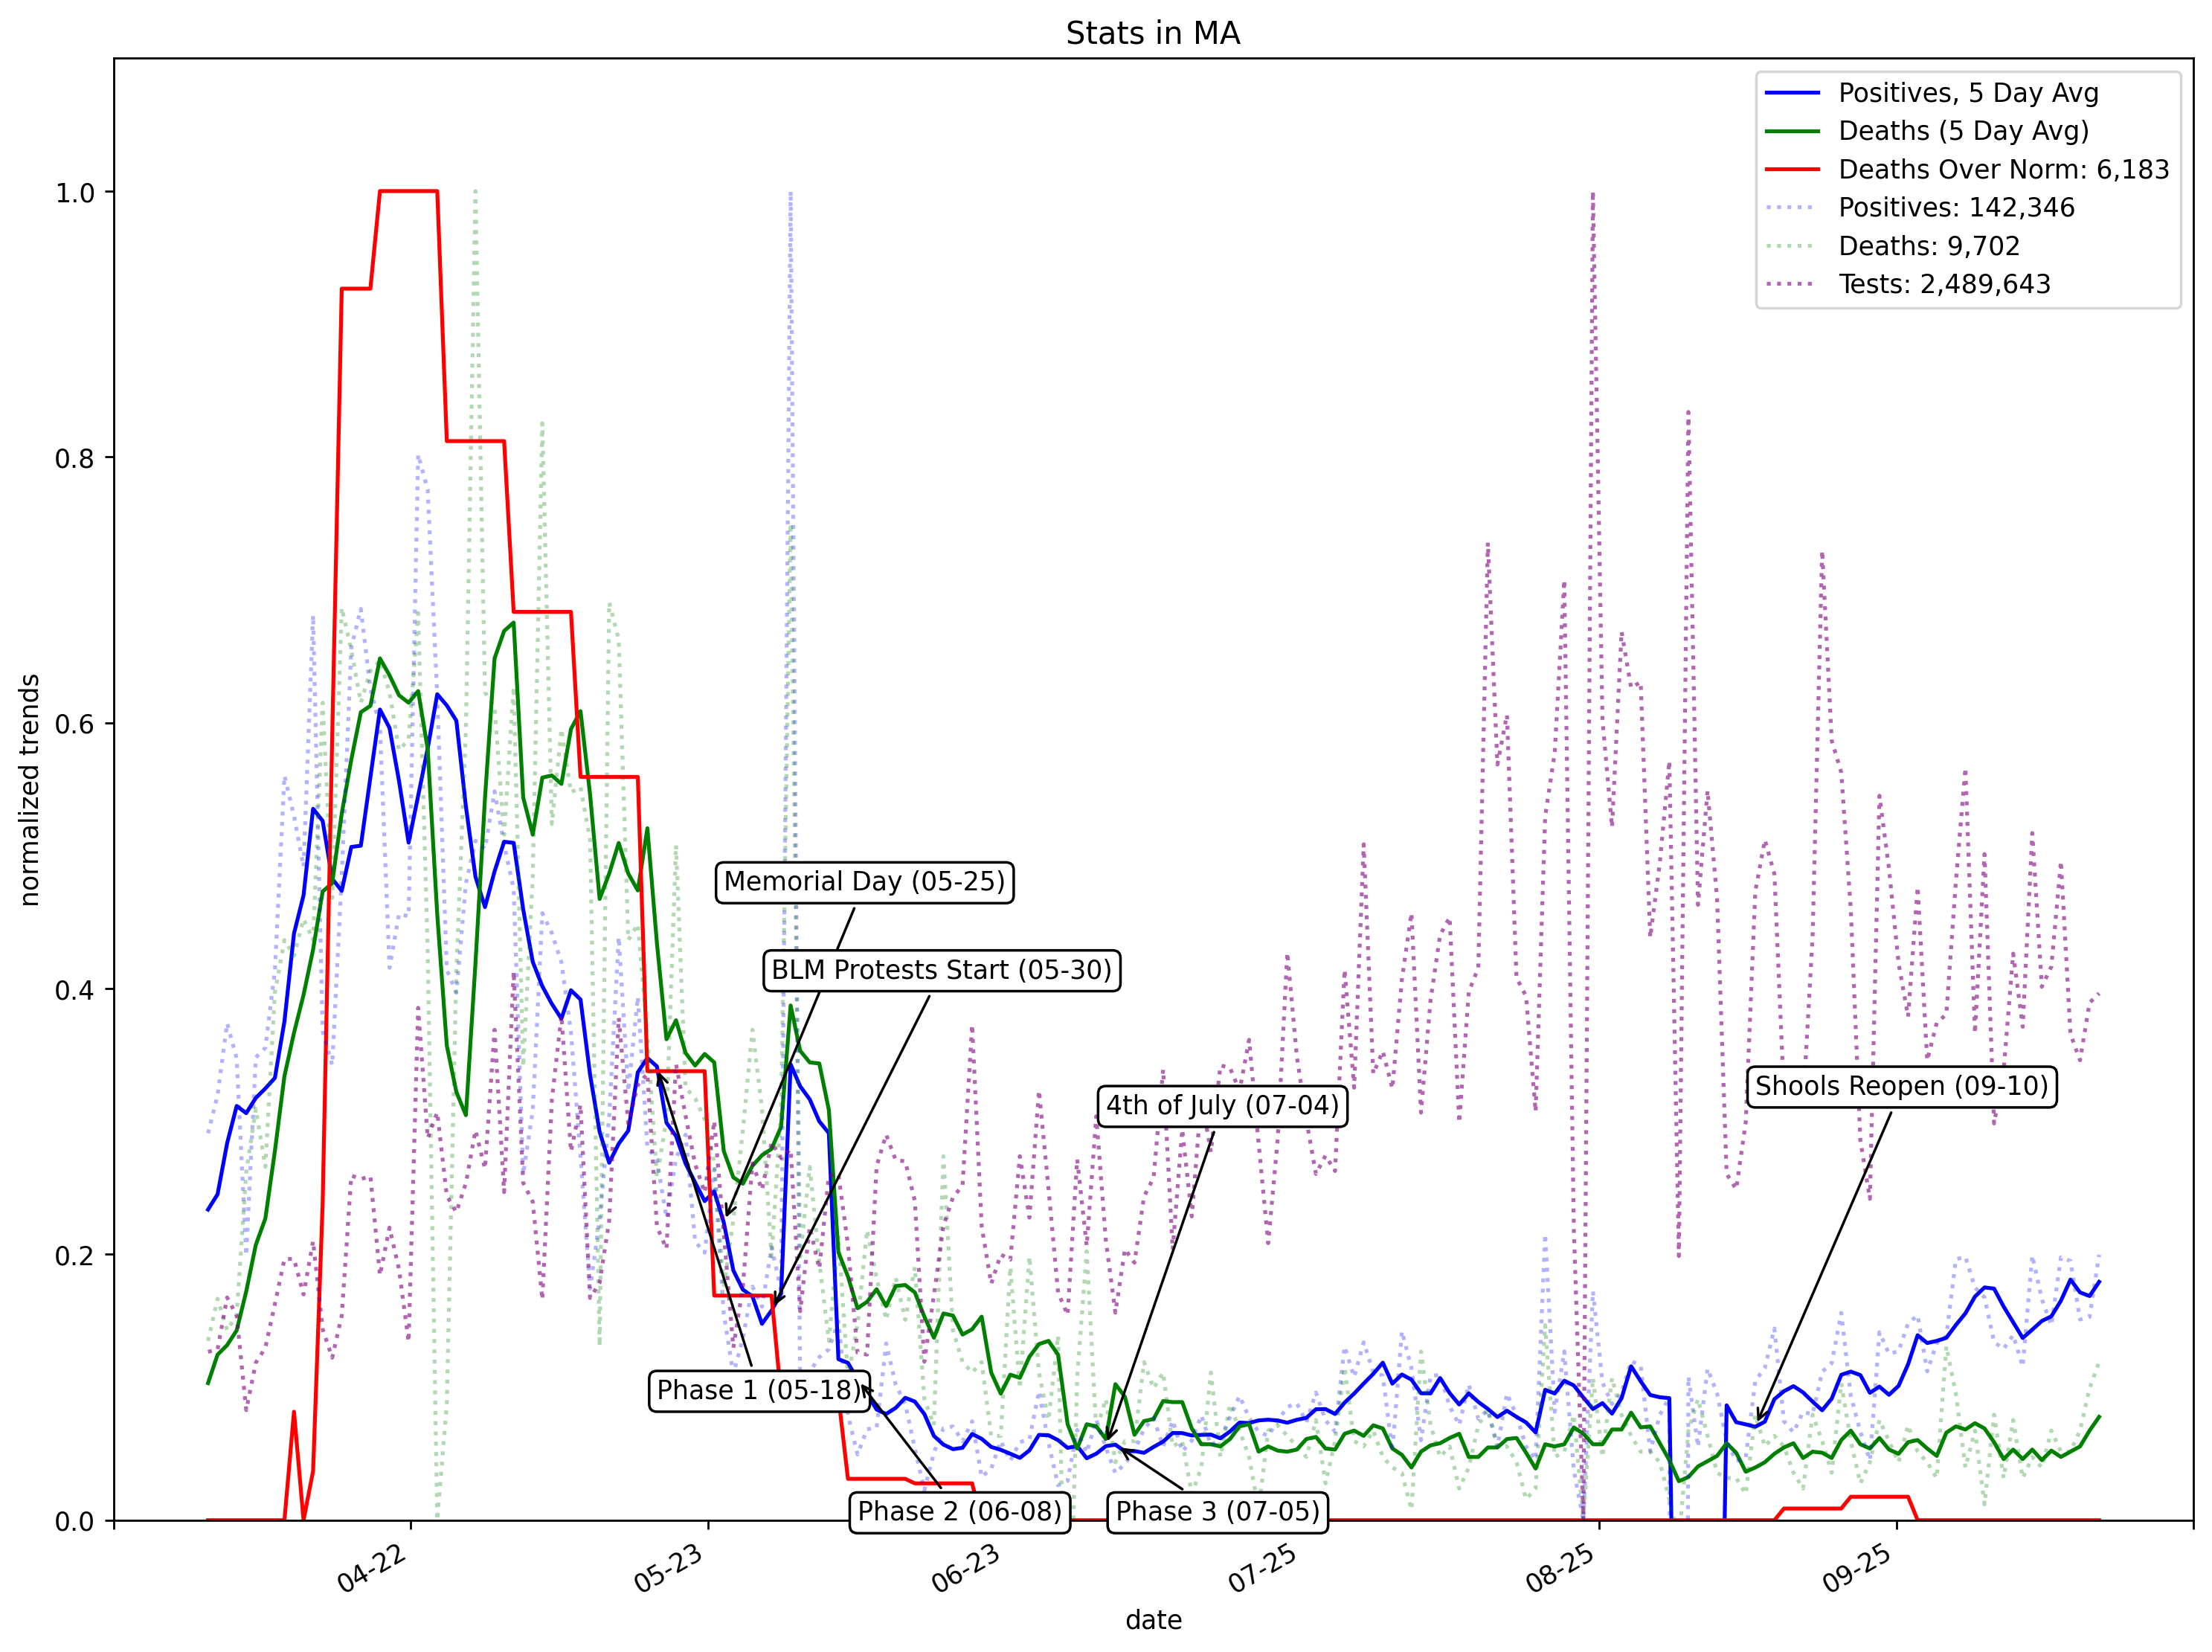 Stats in MA
Positives, 5 Day Avg
Deaths (5 Day Avg)
Deaths Over Norm: 6,183
Positives: 142,346
Deaths: 9,702
Tests: 2,489,643
normalized trends
1.0
0.8
0.6
0.4
0.2
0.0
Memorial Day (05-25)
BLM Protests Start (05-30)
4th of July (07-04)
Shools Reopen (09-10)
Phase 1 (05-18)
Phase 2 (06-08)
Phase 3 (07-05)
04-22
05-23
06-23
07-25
08-25
09-25
date